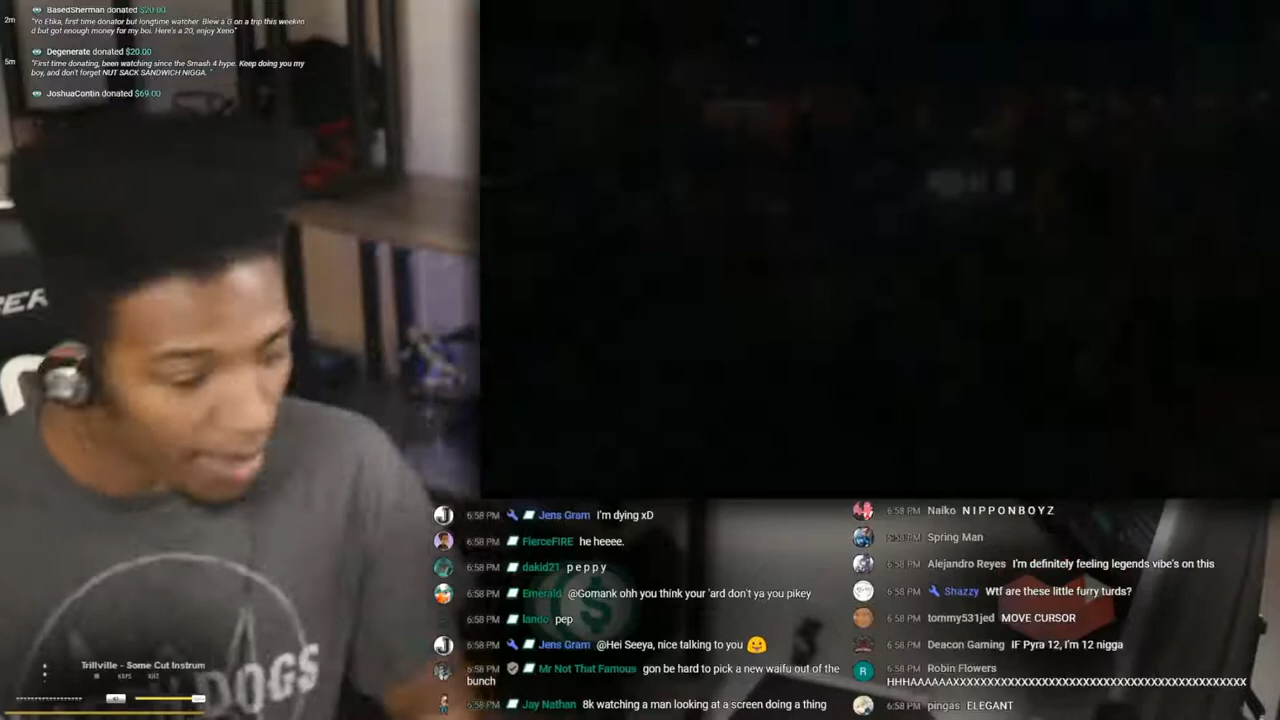 BasedSherman donated $20.00
2m
"Yo Etika, first time donator but longtime watcher. Blew a G on a trip this weeken
d but got enough money for my boi. Here's a 20, enjoy Xeno"
Degenerate donated $20.00
5m
"First time donating, been watching since the Smash 4 hype. Keep doing you my
boy, and don't forget NUT SACK SANDWICH NIGGA. "
JoshuaContin donated $69.00
DOGS
Trillville - Some Cut Instrum
6:58 PM Jens Gram I'm dying xD
6:58 PM FierceFIRE he heeee.
6:58 PM dakid21 p e p p y
6:58 PM Emerald @Gomank ohh you think your 'ard don't ya you pikey
6:58 PM lando pep
6:58 PM Jens Gram @Hei Seeya, nice talking to you
6:58 PM Mr Not That Famous gon be hard to pick a new waifu out of the
bunch
6:58 PM Jay Nathan 8k watching a man looking at a screen doing a thing
6:58 PM Naiko N I P P O N B O Y Z
6:58 PM Spring Man
6:58 PM Alejandro Reyes I'm definitely feeling legends vibe's on this
6:58 PM Shazzy Wtf are these little furry turds?
6:58 PM tommy531jed MOVE CURSOR
6:58 PM Deacon Gaming IF Pyra 12, I'm 12 nigga
6:58 PM Robin Flowers
6:58 PM pingas ELEGANT